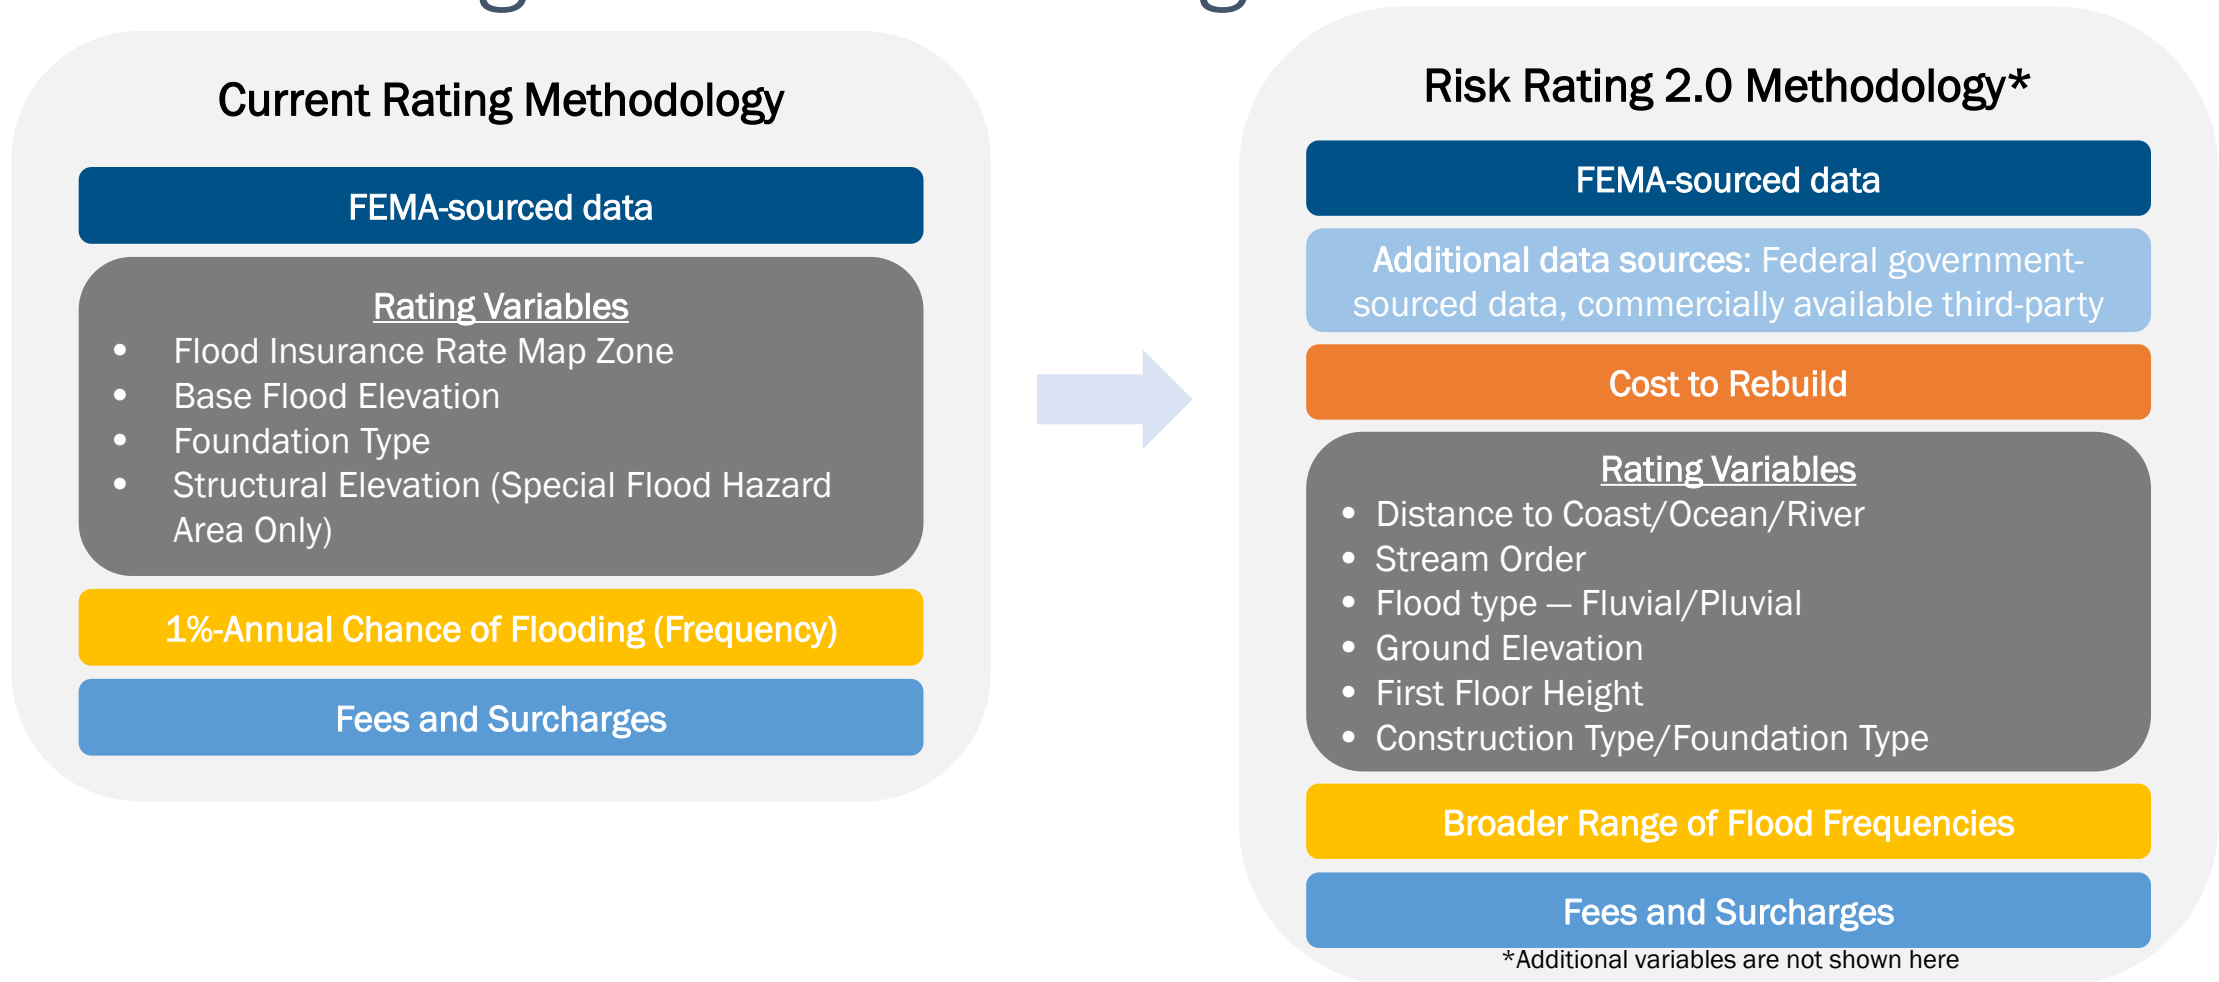 Current Rating Methodology
FEMA-sourced data
Rating Variables
• Flood Insurance Rate Map Zone
• Base Flood Elevation
• Foundation Type
• Structural Elevation (Special Flood Hazard
Area Only)
1%-Annual Chance of Flooding (Frequency)
Fees and Surcharges
Risk Rating 2.0 Methodology*
FEMA-sourced data
Additional data sources: Federal government-
sourced data, commercially available third-party
Cost to Rebuild
Rating Variables
• Distance to Coast/Ocean/River
• Stream Order
• Flood type — Fluvial/Pluvial
• Ground Elevation
• First Floor Height
• Construction Type/Foundation Type
Broader Range of Flood Frequencies
Fees and Surcharges
*Additional variables are not shown here